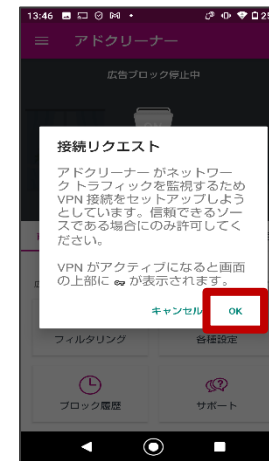 13:46
アドクリーナー
広告ブロック停止中
接続リクエスト
アドクリーナー がネットワー
ク トラフィックを監視するため
VPN 接続をセットアップしよう
としています。信頼できるソー
スである場合にのみ許可してく
ださい。
VPN がアクティブになると画面
の上部に が表示されます。
キャンセル OK
フィルタリング 各種設定
ブロック履歴 サポート